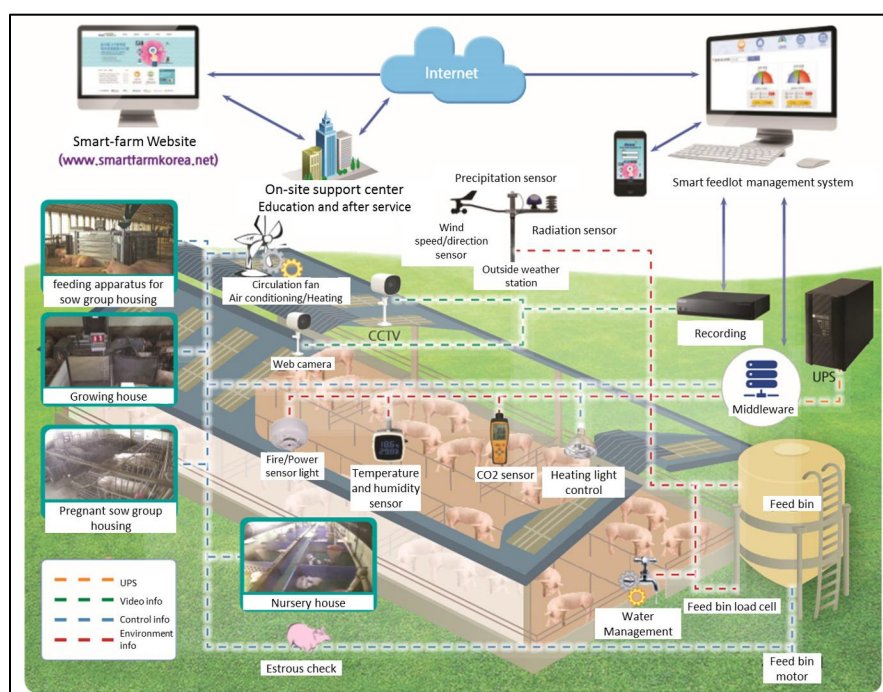 Internet
Smart-farm Website
(www.smartfarmkorea.net)
On-site support center
Education and after service
Smart feedlot management system
Precipitation sensor
Wind
speed/direction
sensor
Radiation sensor
Outside weather
station
feeding apparatus for
sow group housing
Circulation fan
Air conditioning/Heating
CCTV
Web camera
Recording
UPS
Middleware
Growing house
Fire/Power
sensor light
Temperature
and humidity
sensor
CO2 sensor
Heating light
control
Pregnant sow group
housing
Feed bin
Nursery house
Water
Management
Feed bin load cell
Feed bin
motor
Estrous check
UPS
Video info
Control info
Environment
info